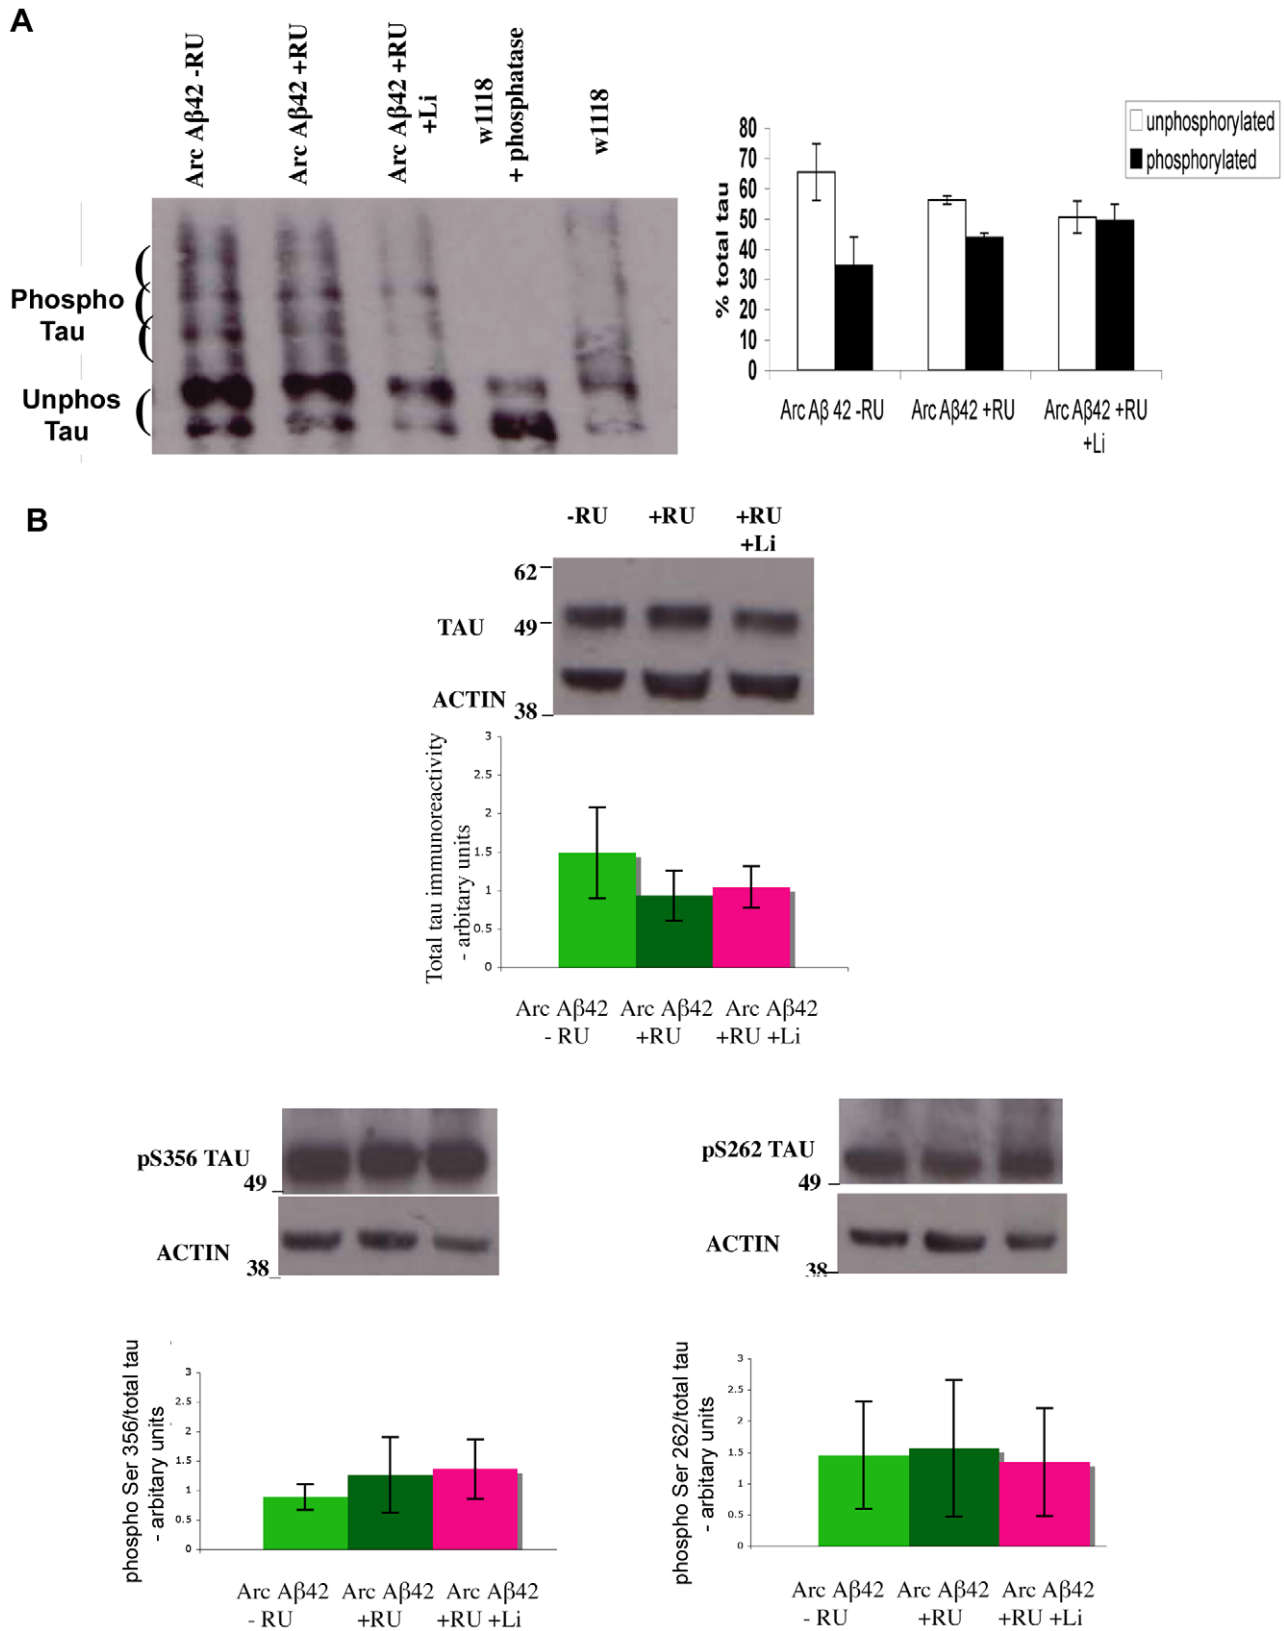 A
Arc Aβ42 -RU
Arc Aβ42 +RU
Arc Aβ42 +RU
+Li
w1118
+ phosphatase
w1118
Phospho
Tau
Unphos
Tau
unphosphorylated
phosphorylated
% total tau
80
70
60
50
40
30
20
10
0
Arc Aβ 42 -RU
Arc Aβ42 +RU
Arc Aβ42 +RU
+Li
B
-RU
+RU
+RU
+Li
62
TAU
49
ACTIN
38
Total tau immunoreactivity
- arbitary units
3
2.5
2
1.5
1
0.5
0
Arc Aβ42
- RU
Arc Aβ42
+RU
Arc Aβ42
+RU +Li
pS356 TAU
49
ACTIN
38
phospho Ser 356/total tau
- arbitary units
3
2.5
2
1.5
1
0.5
0
Arc Aβ42
- RU
Arc Aβ42
+RU
Arc Aβ42
+RU +Li
pS262 TAU
49
ACTIN
38
phospho Ser 262/total tau
- arbitary units
3
2.5
2
1.5
1
0.5
0
Arc Aβ42
- RU
Arc Aβ42
+RU
Arc Aβ42
+RU +Li